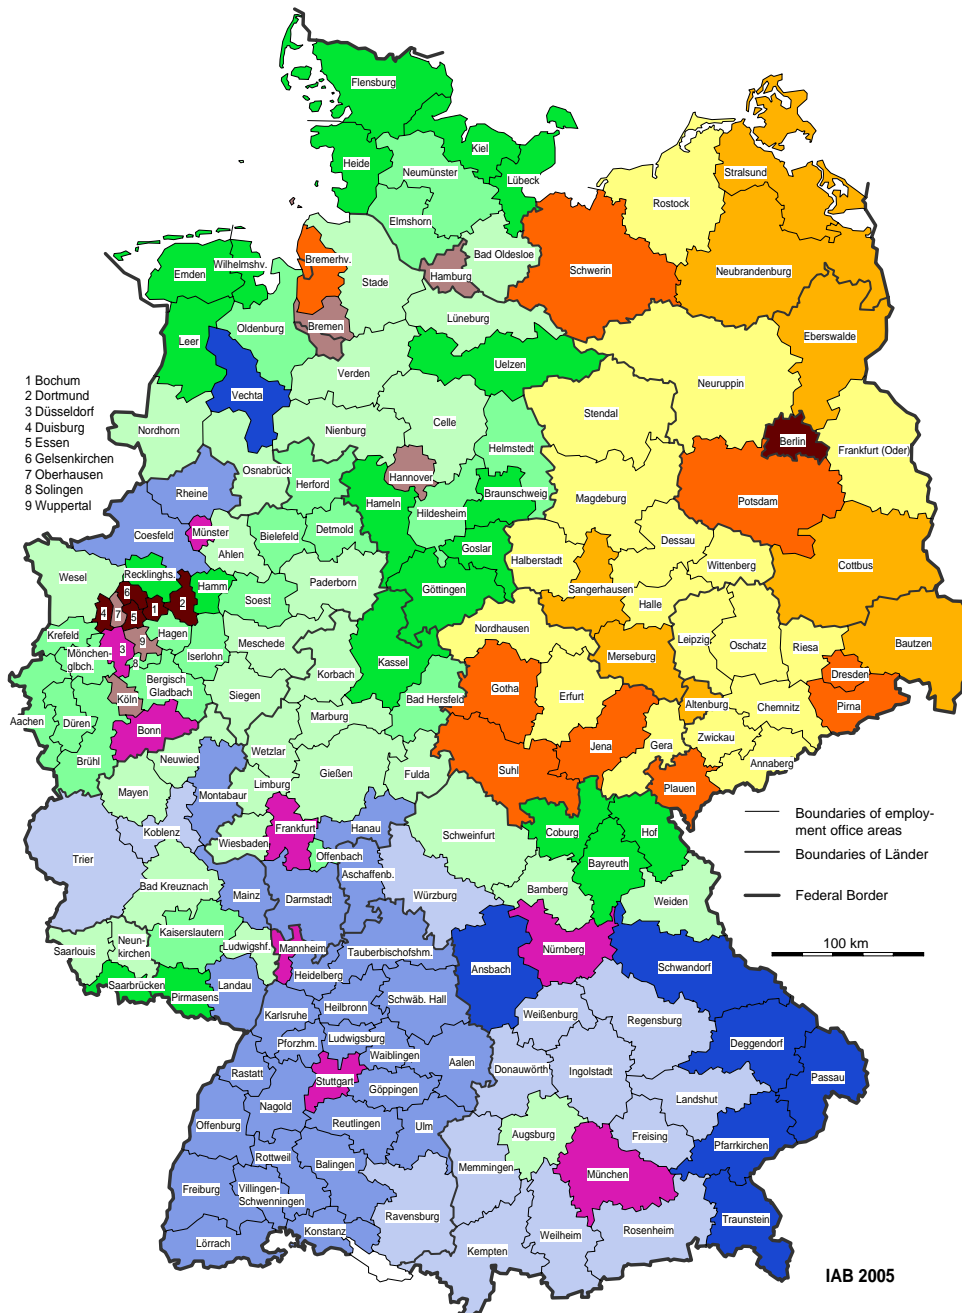 Flensburg
Kiel
Heide
Neumünster
Lübeck
Stralsund
Rostock
Elmshorn
Bad Oldesloe
Bremerhv.
Wilhelmshv.
Emden
Hamburg
Schwerin
Neubrandenburg
Stade
Lüneburg
Oldenburg
Bremen
Eberswalde
Leer
Uelzen
Verden
Neuruppin
1 Bochum
2 Dortmund
3 Düsseldorf
4 Duisburg
5 Essen
6 Gelsenkirchen
7 Oberhausen
8 Solingen
9 Wuppertal
Vechta
Stendal
Celle
Nordhorn
Nienburg
Berlin
Helmstedt
Frankfurt (Oder)
Osnabrück
Herford
Hannover
Rheine
Hameln
Braunschweig
Magdeburg
Potsdam
Hildesheim
Münster
Coesfeld
Bielefeld
Detmold
Dessau
Ahlen
Goslar
Halberstadt
Wittenberg
Cottbus
Wesel
Recklinghs.
Hamm
Paderborn
Göttingen
Sangerhausen
6
2
4
7
5
1
Soest
Halle
Nordhausen
Krefeld
Hagen
9
3
Meschede
Leipzig
Oschatz
Riesa
Bautzen
Mönchen-
glbch.
8
Iserlohn
Merseburg
Kassel
Korbach
Dresden
Bergisch
Gladbach
Siegen
Köln
Bad Hersfeld
Gotha
Erfurt
Altenburg
Chemnitz
Pirna
Aachen
Düren
Bonn
Marburg
Zwickau
Jena
Gera
Brühl
Neuwied
Wetzlar
Gießen
Fulda
Suhl
Annaberg
Mayen
Montabaur
Limburg
Plauen
Koblenz
Wiesbaden
Frankfurt
Hanau
Schweinfurt
Coburg
Hof
Boundaries of employ-
ment office areas
Trier
Offenbach
Bayreuth
Boundaries of Länder
Aschaffenb.
Bad Kreuznach
Mainz
Darmstadt
Würzburg
Bamberg
Weiden
Federal Border
Kaiserslautern
Saarlouis
Neun-
kirchen
Ludwigshf.
Mannheim
Tauberbischofshm.
Nürnberg
100 km
Heidelberg
Ansbach
Schwandorf
Saarbrücken
Pirmasens
Landau
Karlsruhe
Heilbronn
Schwäb. Hall
Weißenburg
Regensburg
Pforzhm.
Ludwigsburg
Waiblingen
Aalen
Deggendorf
Rastatt
Stuttgart
Göppingen
Donauwörth
Ingolstadt
Passau
Nagold
Landshut
Offenburg
Reutlingen
Ulm
Augsburg
Freising
Pfarrkirchen
Rottweil
Balingen
Memmingen
München
Freiburg
Villingen-
Schwenningen
Ravensburg
Traunstein
Konstanz
Rosenheim
Lörrach
Kempten
Weilheim
IAB 2005